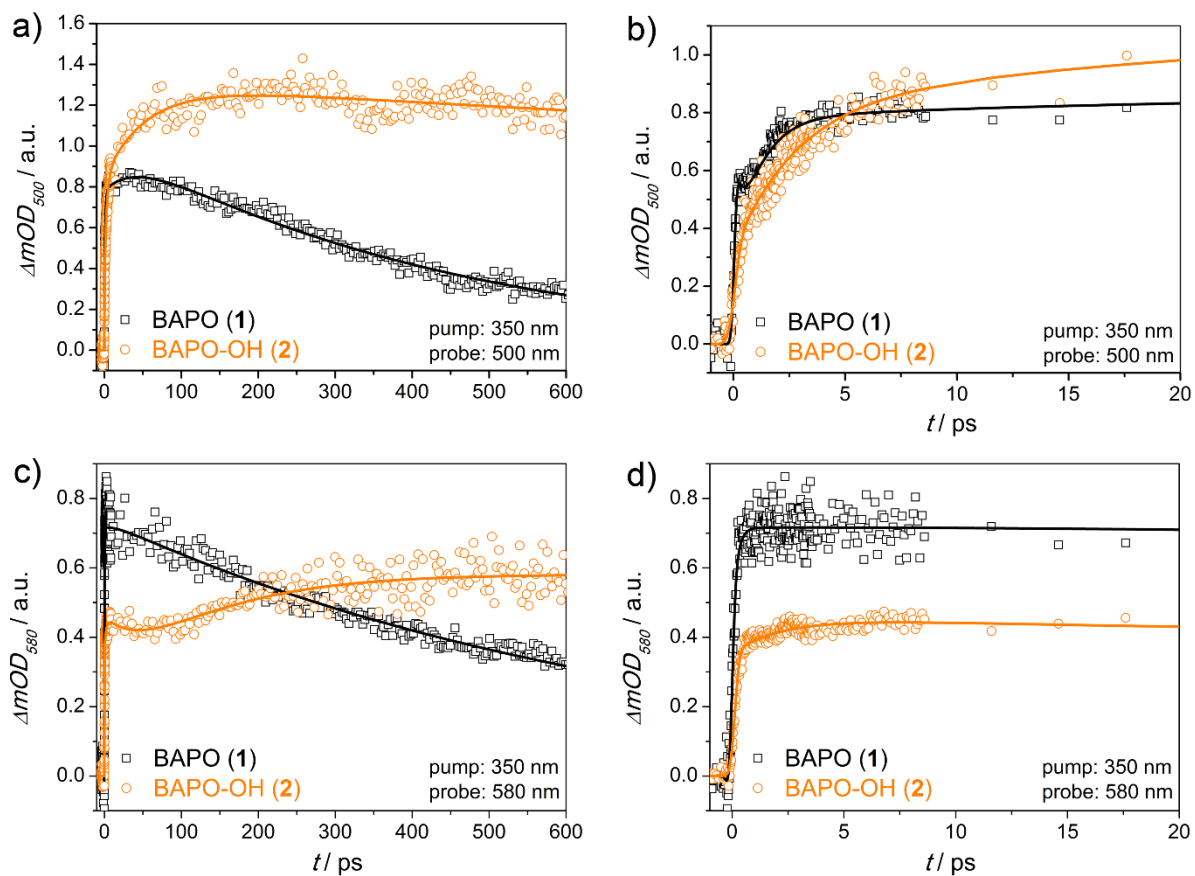 a)
ΔmOD500 / a.u.
1.6
1.4
1.2
1.0
0.8
0.6
0.4
0.2
0.0
BAPO (1)
BAPO-OH (2)
pump: 350 nm
probe: 500 nm
0 100 200 300 400 500 600
t / ps
b)
ΔmOD500 / a.u.
1.0
0.8
0.6
0.4
0.2
0.0
BAPO (1)
BAPO-OH (2)
pump: 350 nm
probe: 500 nm
0 5 10 15 20
t / ps
c)
ΔmOD580 / a.u.
0.8
0.6
0.4
0.2
0.0
BAPO (1)
BAPO-OH (2)
pump: 350 nm
probe: 580 nm
0 100 200 300 400 500 600
t / ps
d)
ΔmOD580 / a.u.
0.8
0.6
0.4
0.2
0.0
BAPO (1)
BAPO-OH (2)
pump: 350 nm
probe: 580 nm
0 5 10 15 20
t / ps